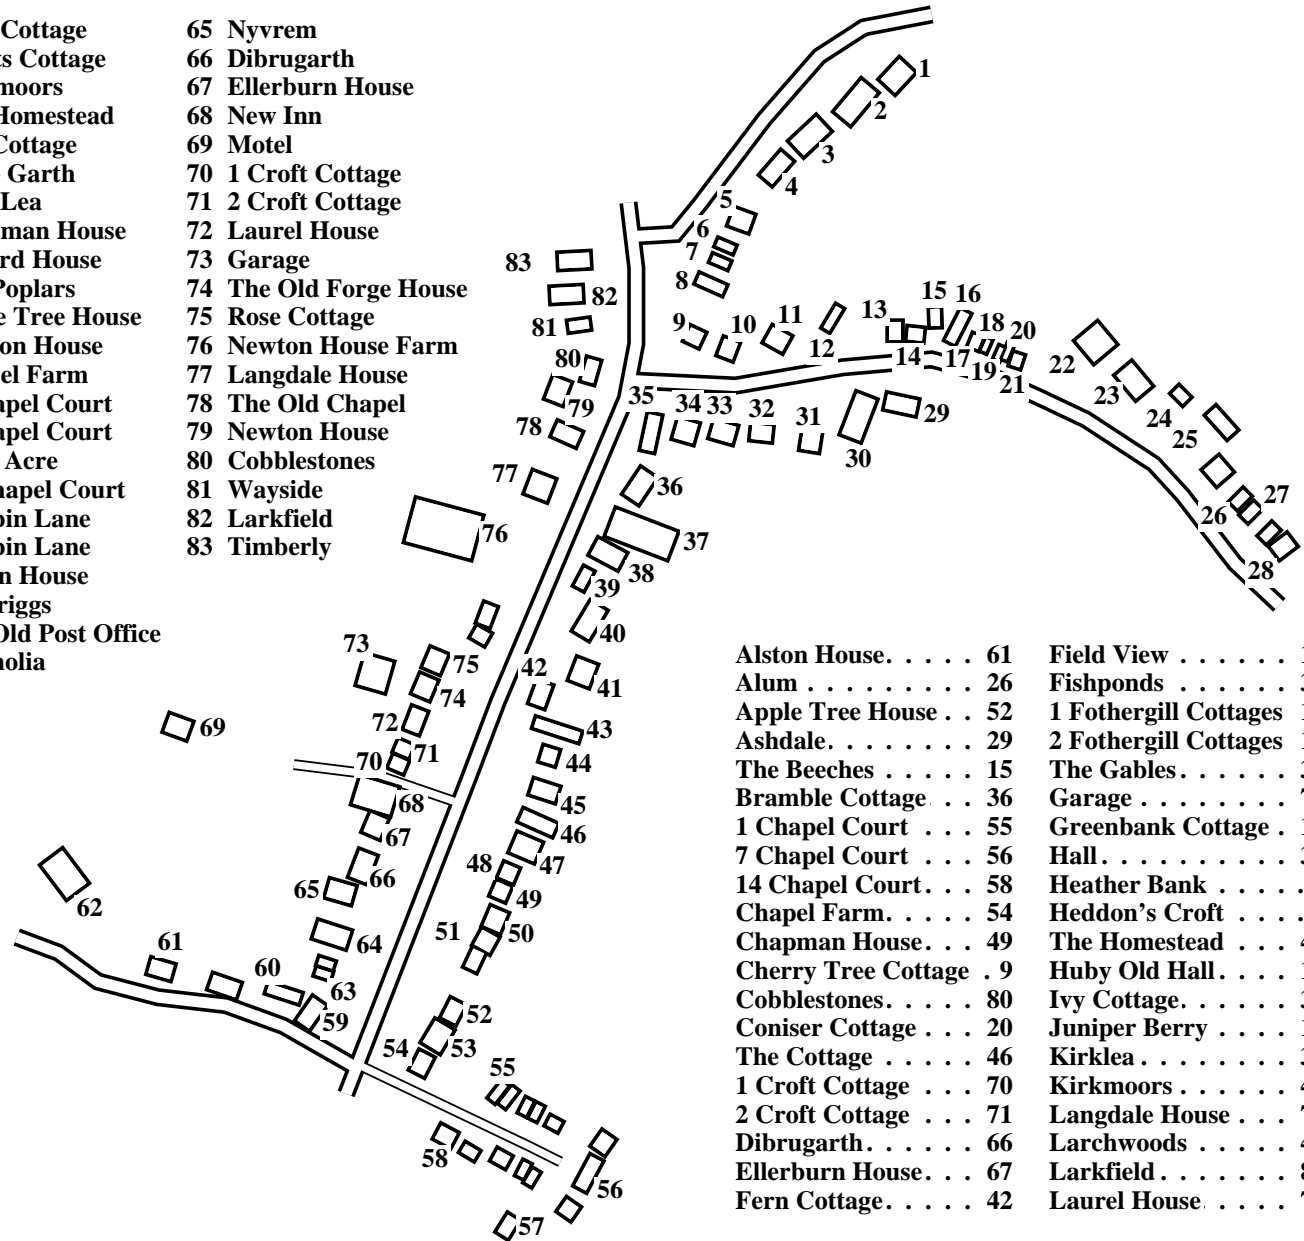 Cottage
ts Cottage
moors
Homestead
Cottage
Garth
Lea
man House
rd House
Poplars
e Tree House
on House
el Farm
apel Court
apel Court
Acre
hapel Court
bin Lane
bin Lane
n House
riggs
Old Post Office
nolia
65 Nyvrem
66 Dibrugarth
67 Ellerburn House
68 New Inn
69 Motel
70 1 Croft Cottage
71 2 Croft Cottage
72 Laurel House
73 Garage
74 The Old Forge House
75 Rose Cottage
76 Newton House Farm
77 Langdale House
78 The Old Chapel
79 Newton House
80 Cobblestones
81 Wayside
82 Larkfield
83 Timberly
1
2
3
4
5
6
7
8
9
10
11
12
13
14
15
16
17
18
19
20
21
22
23
24
25
26
27
28
29
30
31
32
33
34
35
36
37
38
39
40
41
42
43
44
45
46
47
48
49
50
51
52
53
54
55
56
57
58
59
60
61
62
63
64
65
66
67
68
69
70
71
72
73
74
75
76
77
78
79
80
81
82
83
Alston House. . . . . 61
Alum . . . . . . . . . 26
Apple Tree House . . 52
Ashdale. . . . . . . . 29
The Beeches . . . . . 15
Bramble Cottage . . . 36
1 Chapel Court . . . 55
7 Chapel Court . . . 56
14 Chapel Court. . . 58
Chapel Farm. . . . . 54
Chapman House. . . 49
Cherry Tree Cottage . 9
Cobblestones. . . . . 80
Coniser Cottage . . . 20
The Cottage . . . . . 46
1 Croft Cottage . . . 70
2 Croft Cottage . . . 71
Dibrugarth. . . . . . 66
Ellerburn House. . . 67
Fern Cottage. . . . . 42
Field View . . . . . .
Fishponds . . . . . .
1 Fothergill Cottages
2 Fothergill Cottages
The Gables. . . . . .
Garage . . . . . . . .
Greenbank Cottage .
Hall. . . . . . . . . .
Heather Bank . . . . .
Heddon's Croft . . . .
The Homestead . . .
Huby Old Hall. . . .
Ivy Cottage. . . . . .
Juniper Berry . . . .
Kirklea . . . . . . . .
Kirkmoors . . . . . .
Langdale House . . .
Larchwoods . . . . .
Larkfield . . . . . . .
Laurel House. . . . .